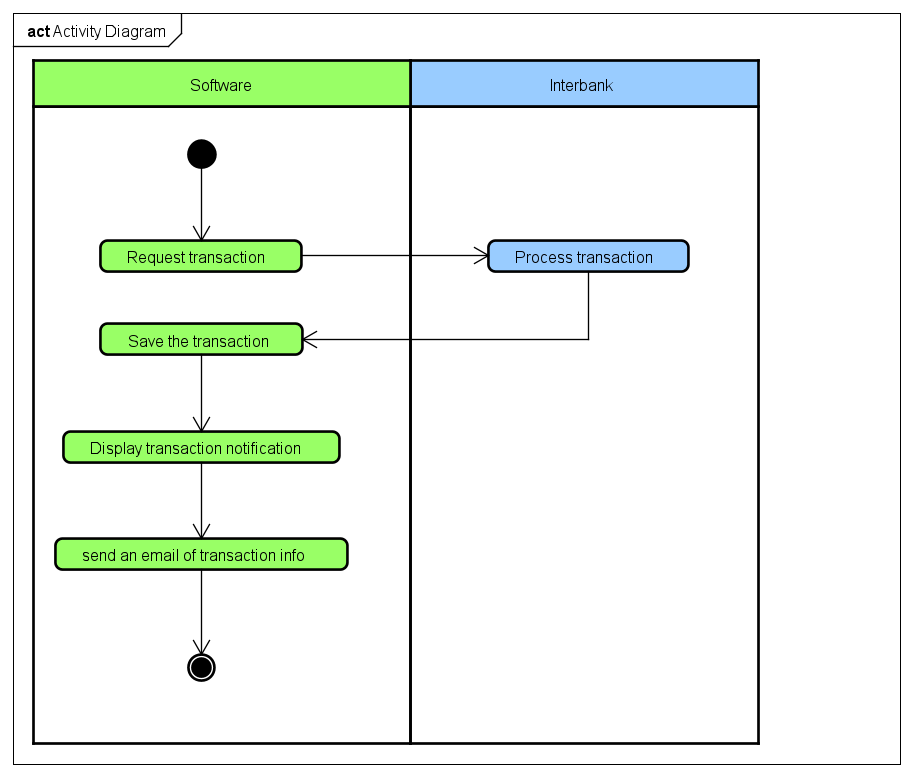 act Activity Diagram
Software
Interbank
Request transaction
Process transaction
Save the transaction
Display transaction notification
send an email of transaction info